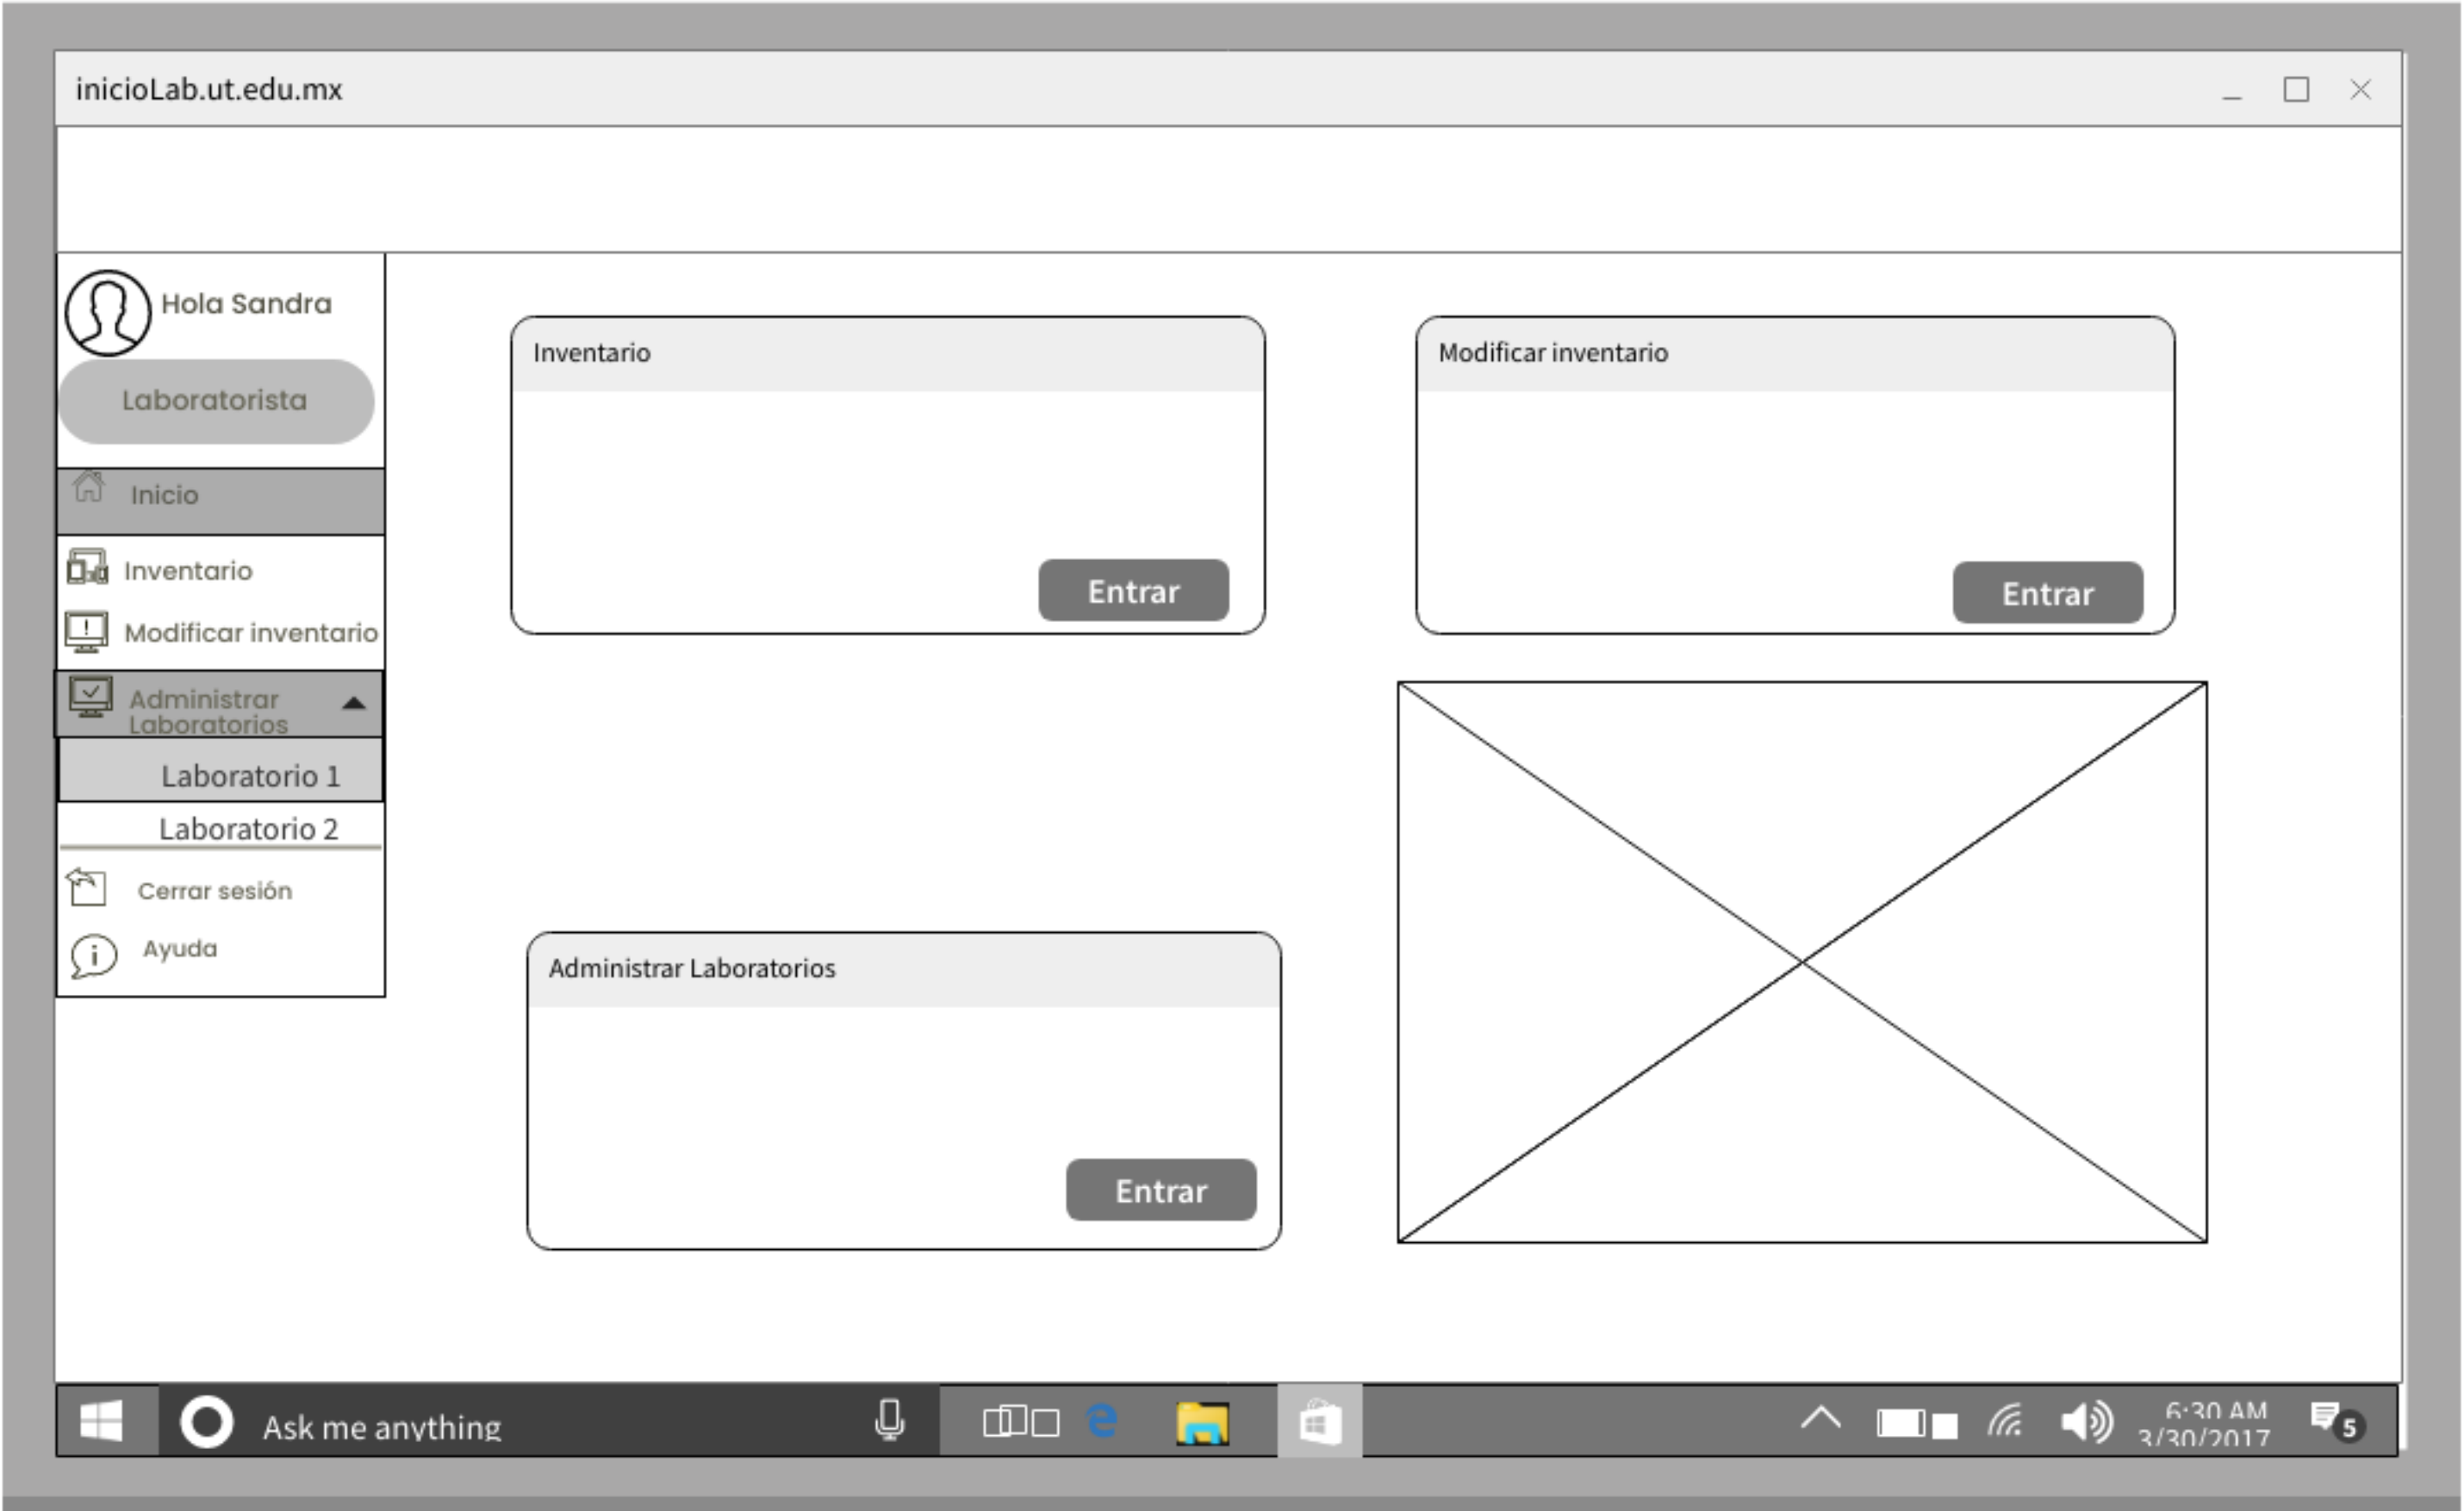 inicioLab.ut.edu.mx
Hola Sandra
Laboratorista
Inicio
Inventario
Modificar inventario
Administrar
Laboratorios
Laboratorio 1
Laboratorio 2
Cerrar sesión
Ayuda
Inventario
Entrar
Modificar inventario
Entrar
Administrar Laboratorios
Entrar
Ask me anything
6:30 AM
3/30/2017
5